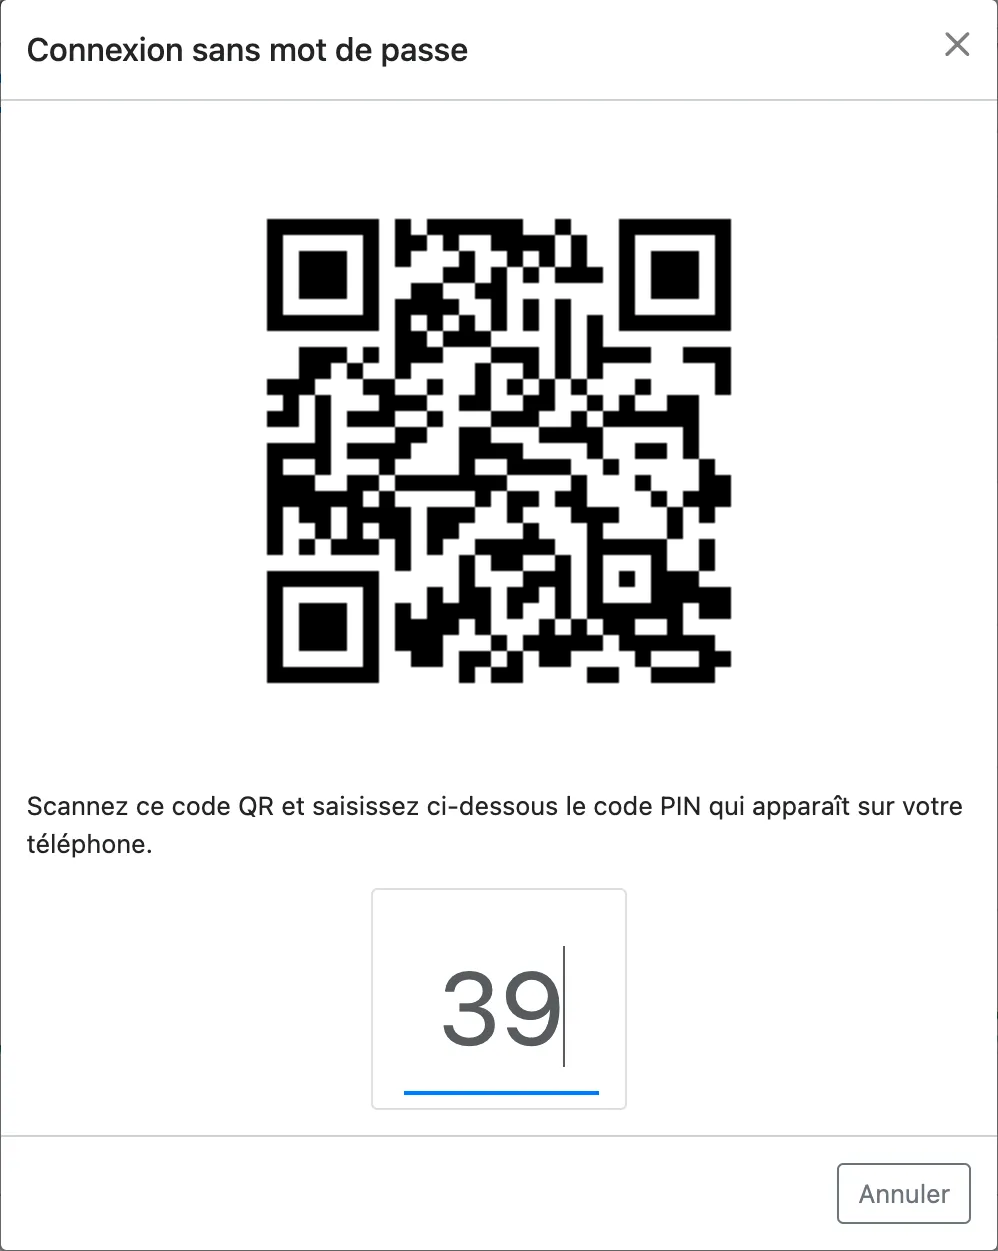 Connexion sans mot de passe
Scannez ce code QR et saisissez ci-dessous le code PIN qui apparaît sur votre
téléphone.
39
Annuler